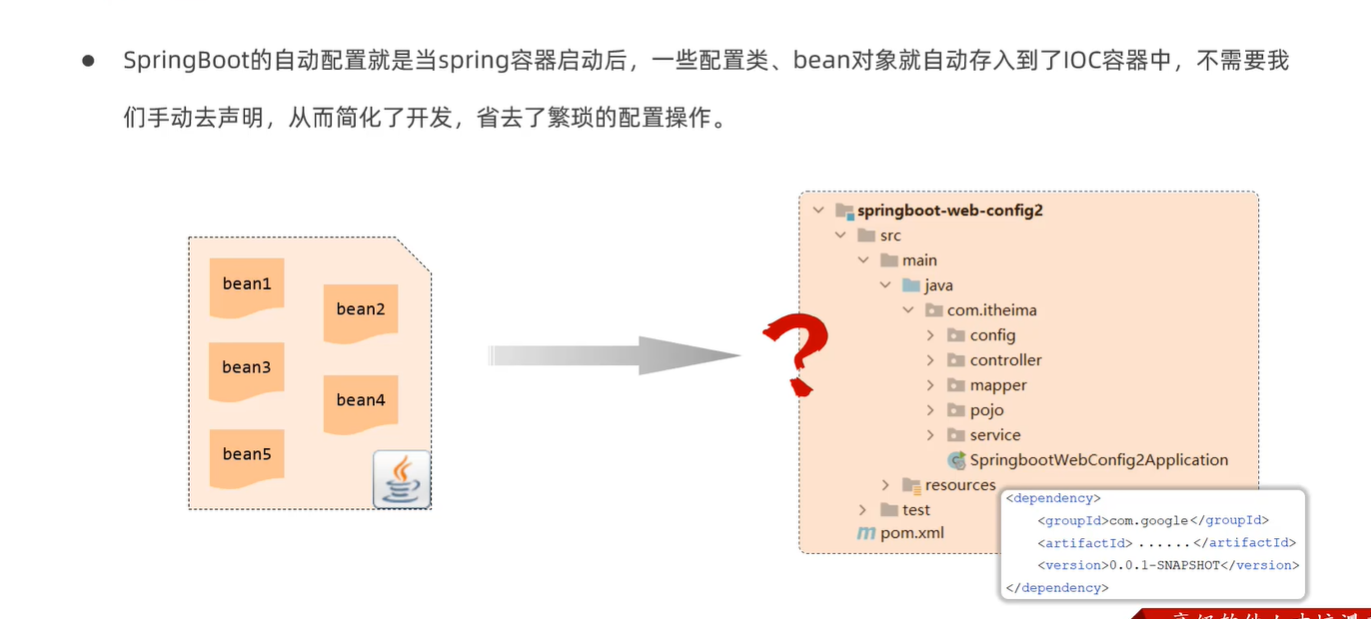 SpringBoot的自动配置就是当spring容器启动后，一些配置类、bean对象就自动存入到了IOC容器中，不需要我
们手动去声明，从而简化了开发，省去了繁琐的配置操作。
bean1
bean2
bean3
bean4
bean5
?
springboot-web-config2
src
main
java
com.itheima
config
controller
mapper
pojo
service
SpringbootWebConfig2Application
resources
test
pom.xml
<dependency>
<groupId>com.google</groupId>
<artifactId>......</artifactId>
<version>0.0.1-SNAPSHOT</version>
</dependency>